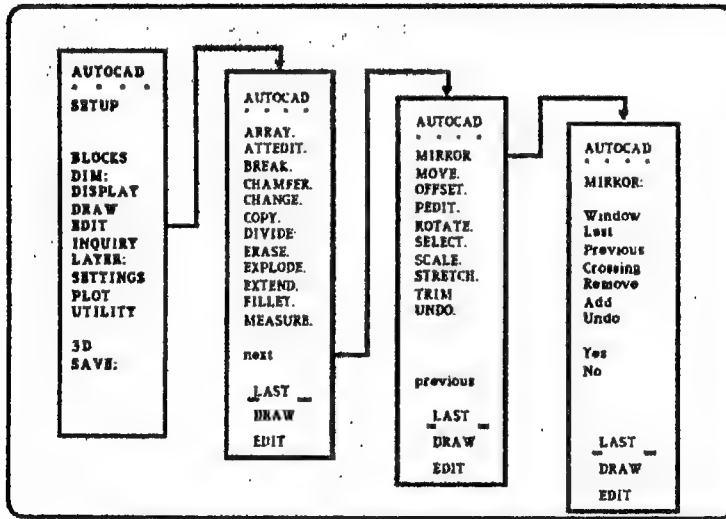 AUTOCAD
* * * *
SETUP
BLOCKS
DIM:
DISPLAY
DRAW
EDIT
INQUIRY
LAYER:
SETTINGS
PLOT
UTILITY
3D
SAVE:
AUTOCAD
* * * *
ARRAY.
ATTEDIT.
BREAK.
CHAMFER.
CHANGE.
COPY.
DIVIDE:
ERASE.
EXPLODE.
EXTEND.
FILLET.
MEASURE.
next
_LAST _
DRAW
EDIT
AUTOCAD
* * * *
MIRROR
MOVE.
OFFSET.
PEDIT.
ROTATE.
SELECT.
SCALE.
STRETCH.
TRIM
UNDO.
previous
_LAST _
DRAW
EDIT
AUTOCAD
* * * *
MIRROR:
Window
Last
Previous
Crossing
Remove
Add
Undo
Yes
No
_LAST _
DRAW
EDIT